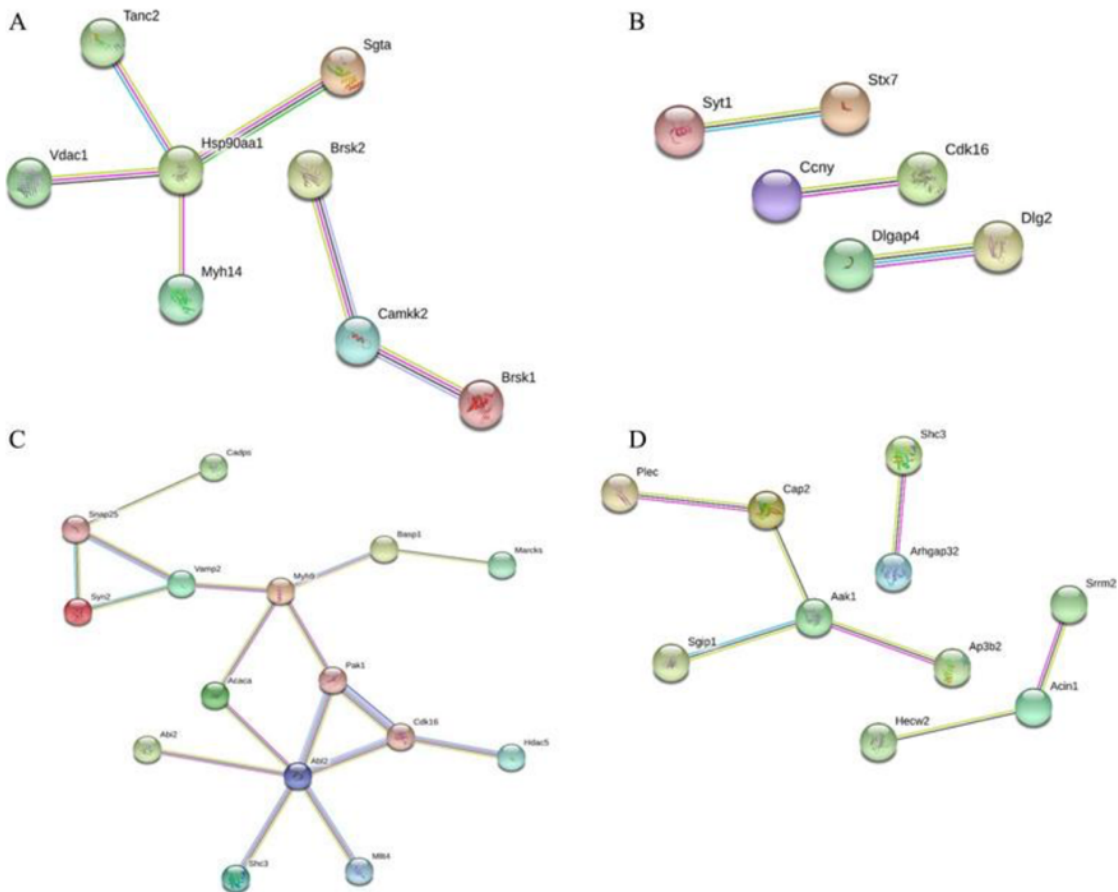 A
Tanc2
Sgta
Hsp90aa1
Vdac1
Brsk2
Myh14
Camkk2
Brsk1
B
Stx7
Syt1
Cdk16
Ccny
Dlg2
Dlgap4
C
Cadps
Snap25
Basp1
Marcks
Vamp2
Myh9
Syn2
Pak1
Acaca
Cdk16
Abi2
Hdac5
Abl2
Shc3
Mllt4
D
Shc3
Plec
Cap2
Arhgap32
Srrm2
Aak1
Sgip1
Ap3b2
Acin1
Hecw2